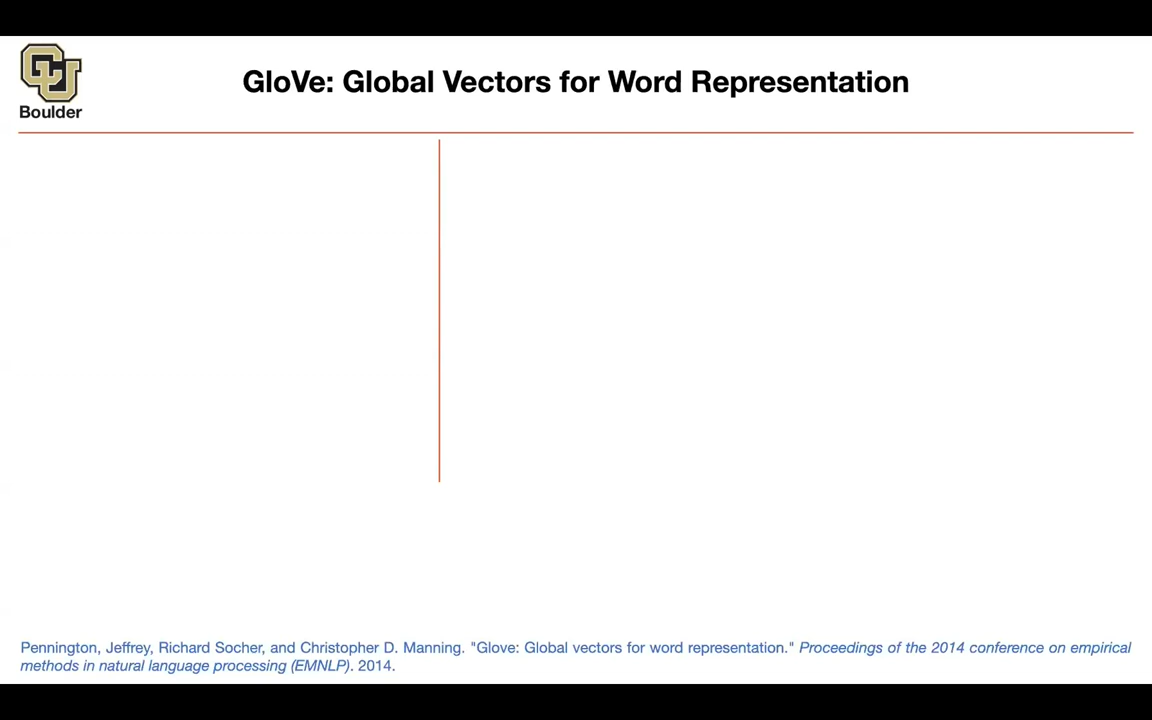 Boulder
GloVe: Global Vectors for Word Representation
Pennington, Jeffrey, Richard Socher, and Christopher D. Manning. "Glove: Global vectors for word representation." Proceedings of the 2014 conference on empirical
methods in natural language processing (EMNLP). 2014.